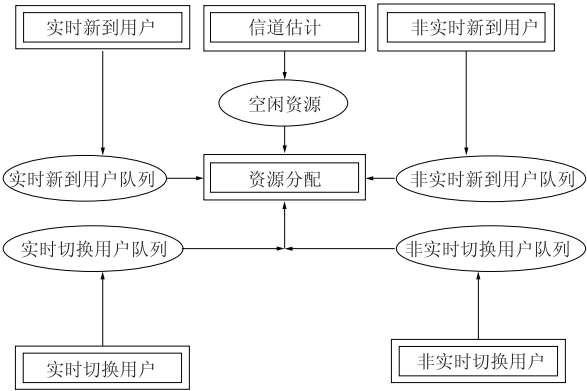 实时新到用户
信道估计
非实时新到用户
空闲资源
实时新到用户队列
资源分配
非实时新到用户队列
实时切换用户队列
非实时切换用户队列
实时切换用户
非实时切换用户